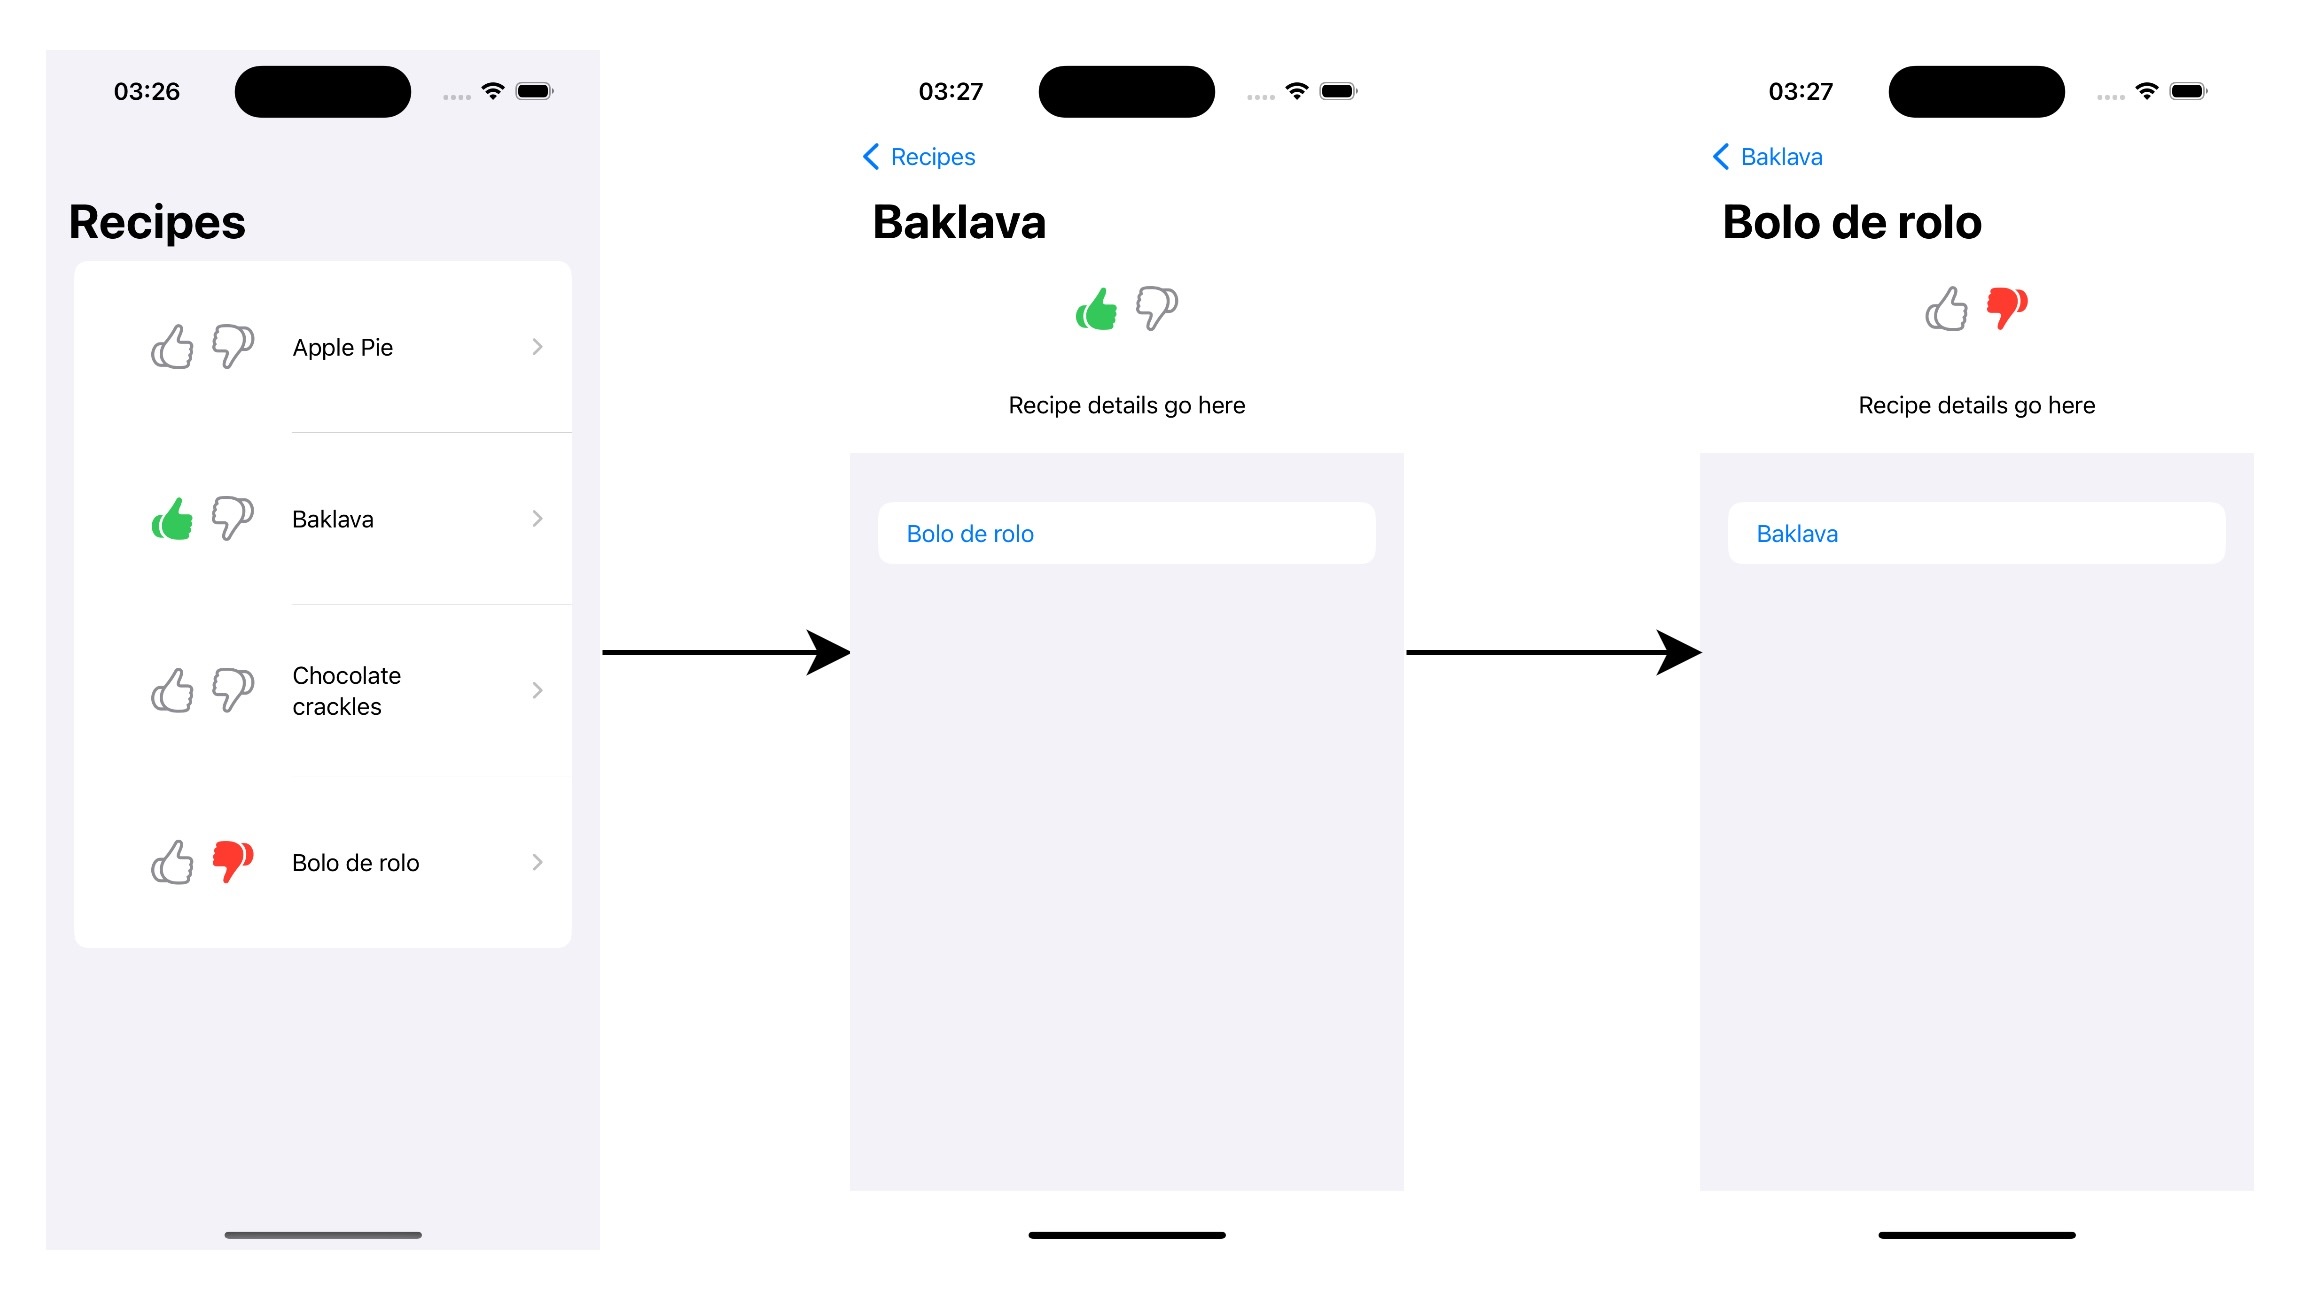 03:26
Recipes
Apple Pie
Baklava
Chocolate
crackles
Bolo de rolo
03:27
Recipes
Baklava
Recipe details go here
Bolo de rolo
03:27
Baklava
Bolo de rolo
Recipe details go here
Baklava